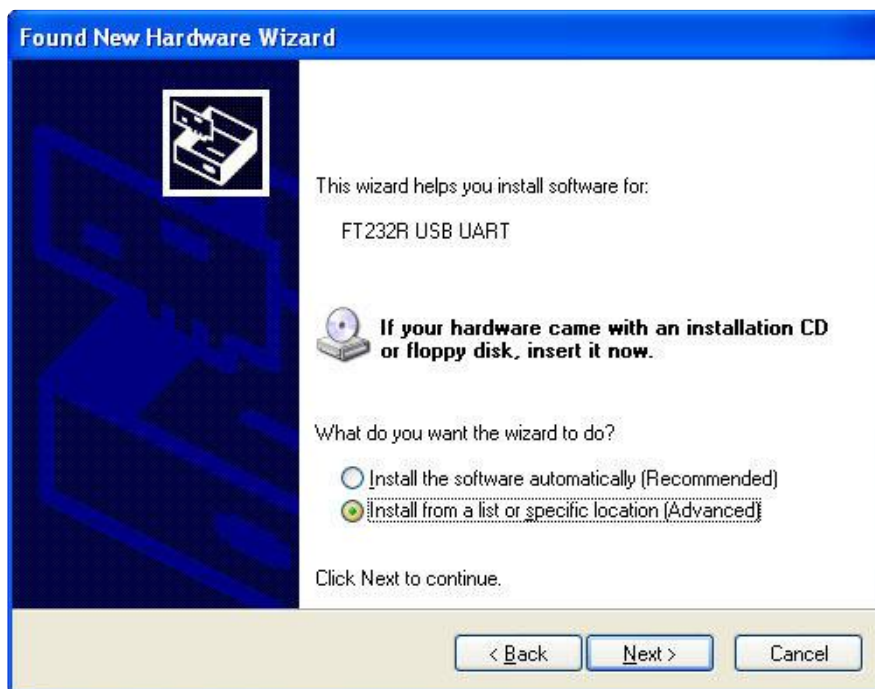 Found New Hardware Wizard
This wizard helps you install software for:
FT232R USB UART
If your hardware came with an installation CD
or floppy disk, insert it now.
What do you want the wizard to do?
Install the software automatically (Recommended)
Install from a list or specific location (Advanced)
Click Next to continue.
< Back
Next >
Cancel